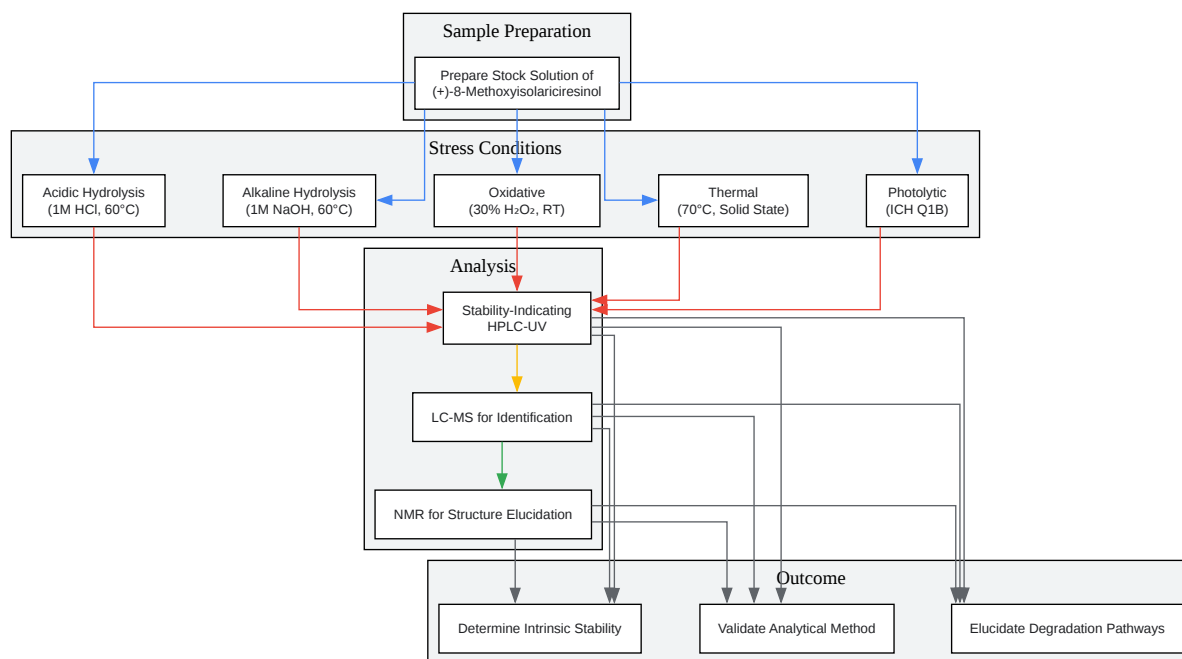 Sample Preparation
Prepare Stock Solution of
(+)-8-Methoxyisolariciresinol
Stress Conditions
Acidic Hydrolysis
(1M HCl, 60°C)
Alkaline Hydrolysis
(1M NaOH, 60°C)
Oxidative
(30% H₂O₂, RT)
Thermal
(70°C, Solid State)
Photolytic
(ICH Q1B)
Analysis
Stability-Indicating
HPLC-UV
LC-MS for Identification
NMR for Structure Elucidation
Outcome
Determine Intrinsic Stability
Validate Analytical Method
Elucidate Degradation Pathways